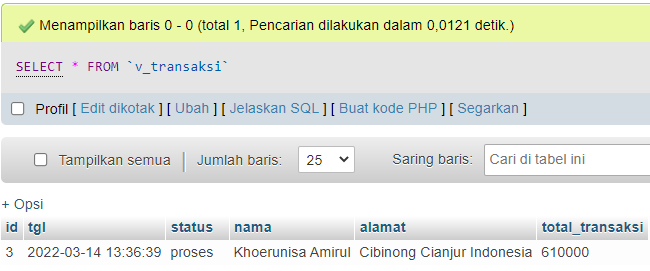 Menampilkan baris 0 - 0 (total 1, Pencarian dilakukan dalam 0,0121 detik.)
SELECT * FROM `v_transaksi`
Profil [ Edit dikotak ] [ Ubah ] [ Jelaskan SQL ] [ Buat kode PHP ] [ Segarkan ]
Tampilkan semua | Jumlah baris: 25 Saring baris: Cari di tabel ini
+ Opsi
id tgl status nama alamat total_transaksi
3 2022-03-14 13:36:39 proses Khoerunisa Amirul Cibinong Cianjur Indonesia 610000